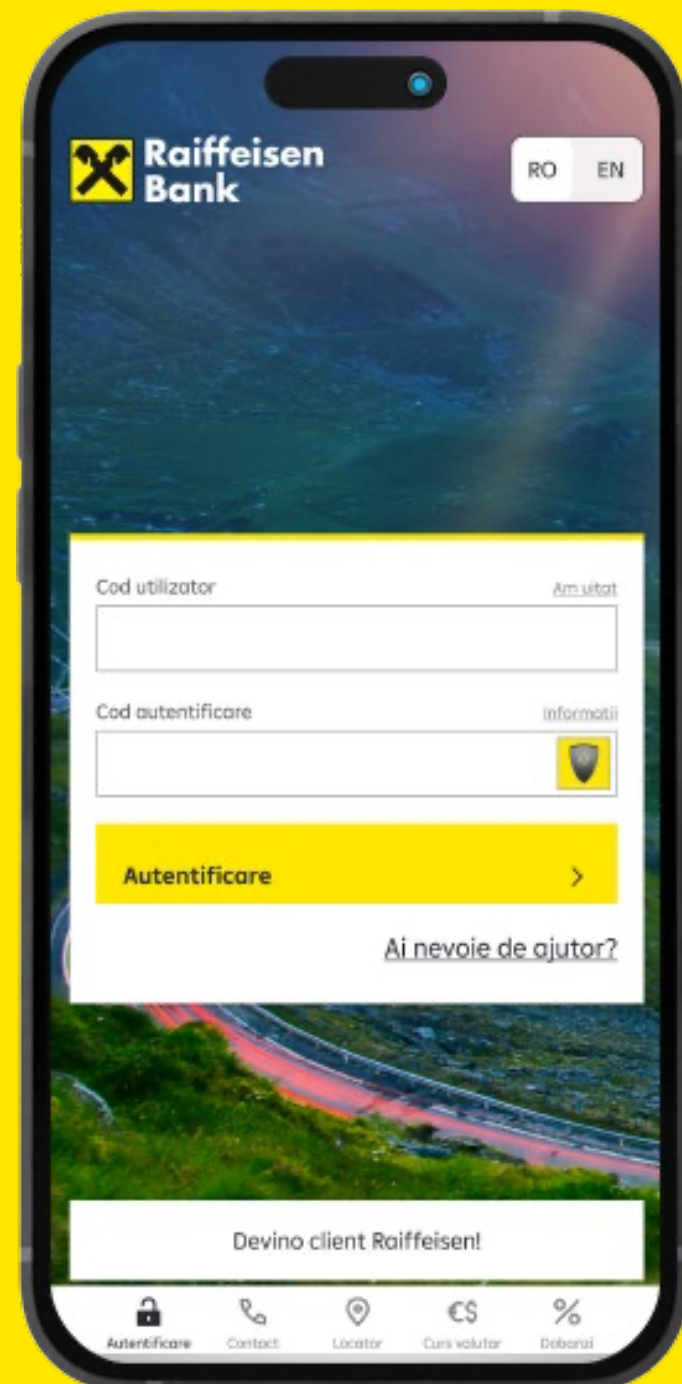 Raiffeisen
Bank
RO EN
Cod utilizator Am uitat
Cod autentificare Informatii
Autentificare
Ai nevoie de ajutor?
Devino client Raiffeisen!
Autentificare Contact Locator Curs valutar Dobanzi